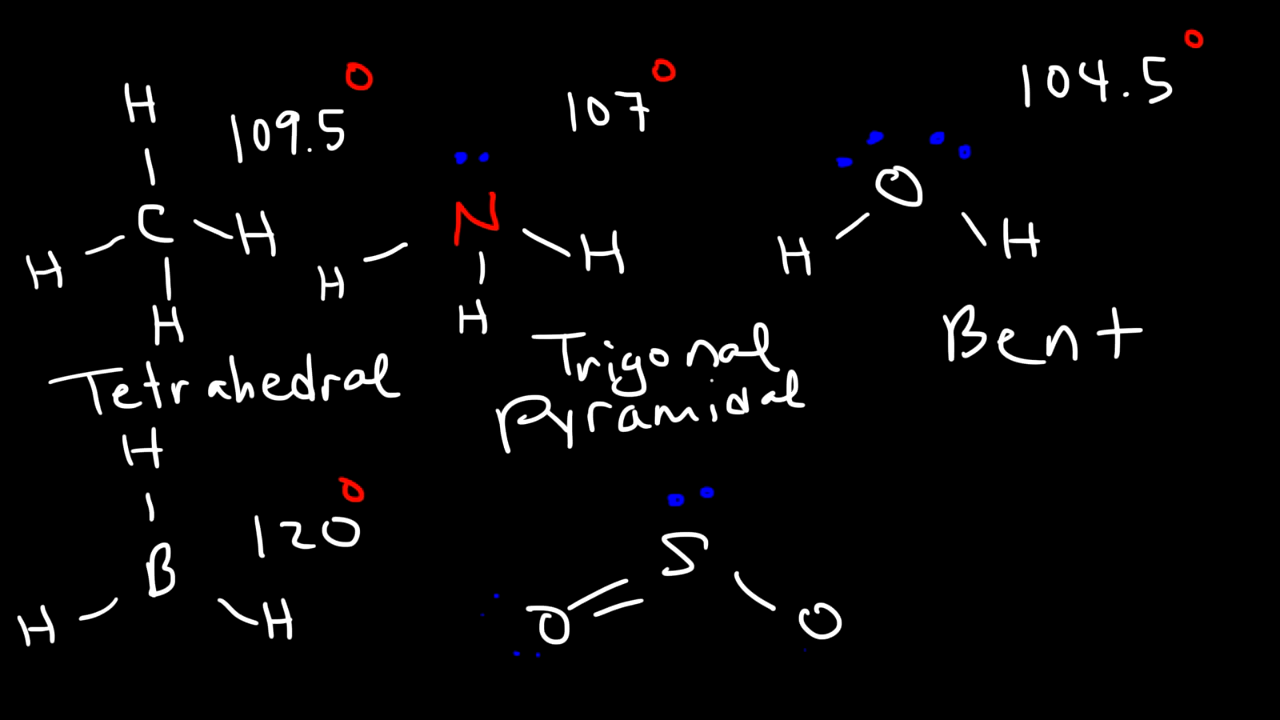 H
109.5°
C
H
H
H
Tetrahedral
107°
N
H
H
H
Trigonal
Pyramidal
104.5°
O
H
H
Bent
H
120°
B
H
H
S
O
O